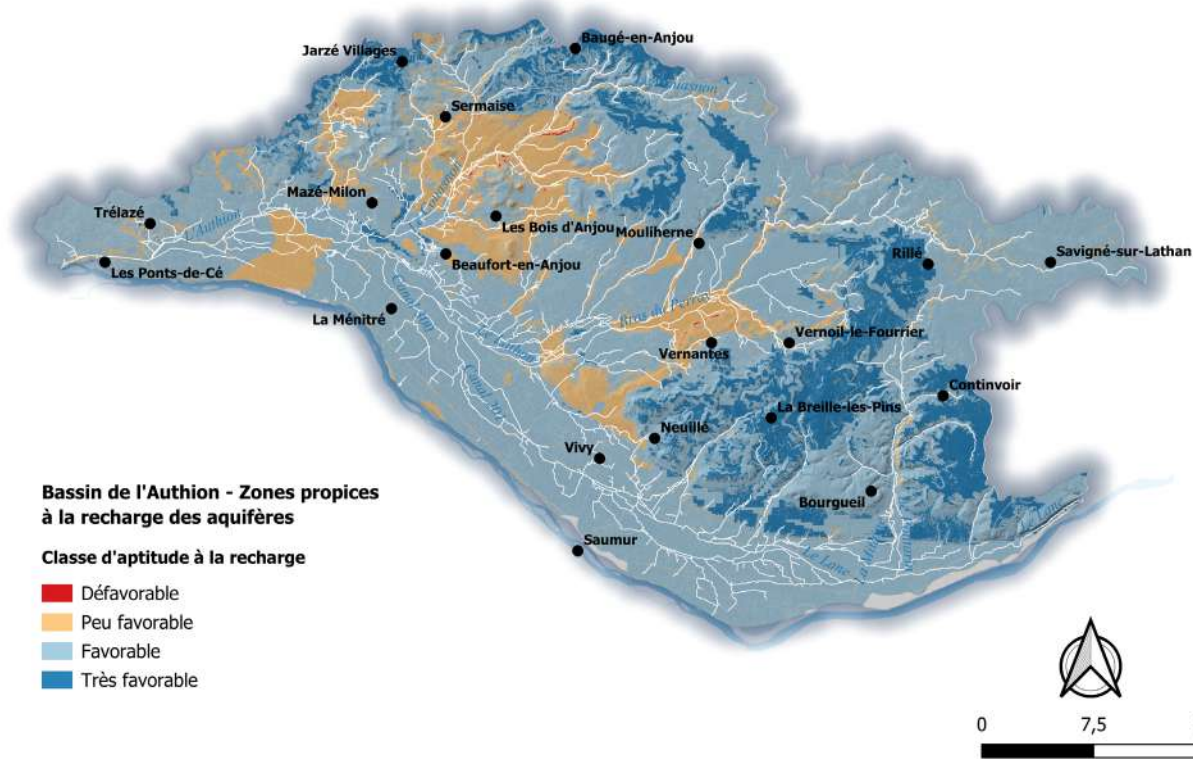 Baugé-en-Anjou
Jarzé Villages
Sermaise
Mazé-Milon
Trélazé
L'Authion
Les Bois d'Anjou
Mouliherne
Les Ponts-de-Cé
Beaufort-en-Anjou
Rillé
Savigné-sur-Lathan
La Ménitré
Vernoil-le-Fourrier
Vernantes
Continvoir
La Breille-les-Pins
Neuillé
Vivy
Bourgueil
Saumur
Le Lane
Bassin de l'Authion - Zones propices
à la recharge des aquifères
Classe d'aptitude à la recharge
Défavorable
Peu favorable
Favorable
Très favorable
0 7,5